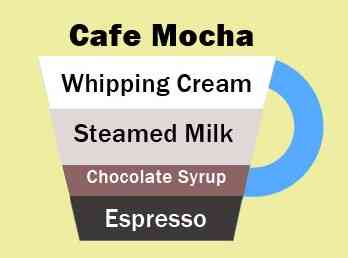 Cafe Mocha
Whipping Cream
Steamed Milk
Chocolate Syrup
Espresso